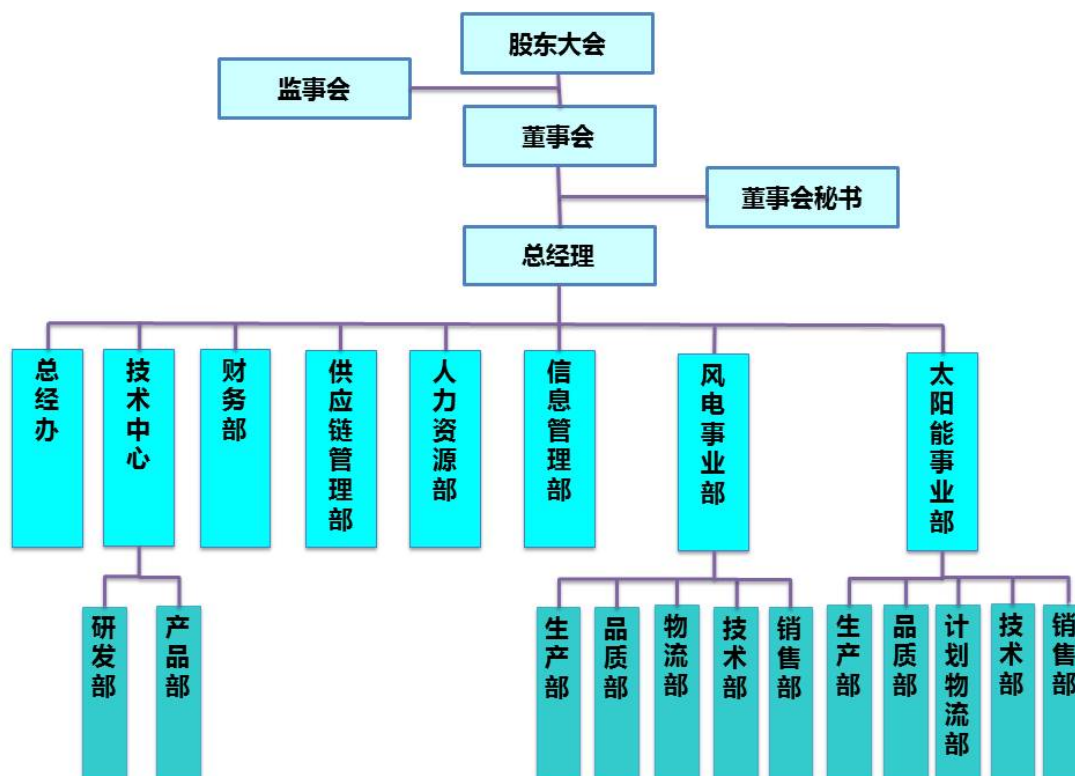 股东大会
监事会
董事会
董事会秘书
总经理
总经办
技术中心
财务部
供应链管理部
人力资源部
信息管理部
风电事业部
太阳能事业部
研发部
产品部
生产部
品质部
物流部
技术部
销售部
生产部
品质部
计划物流部
技术部
销售部